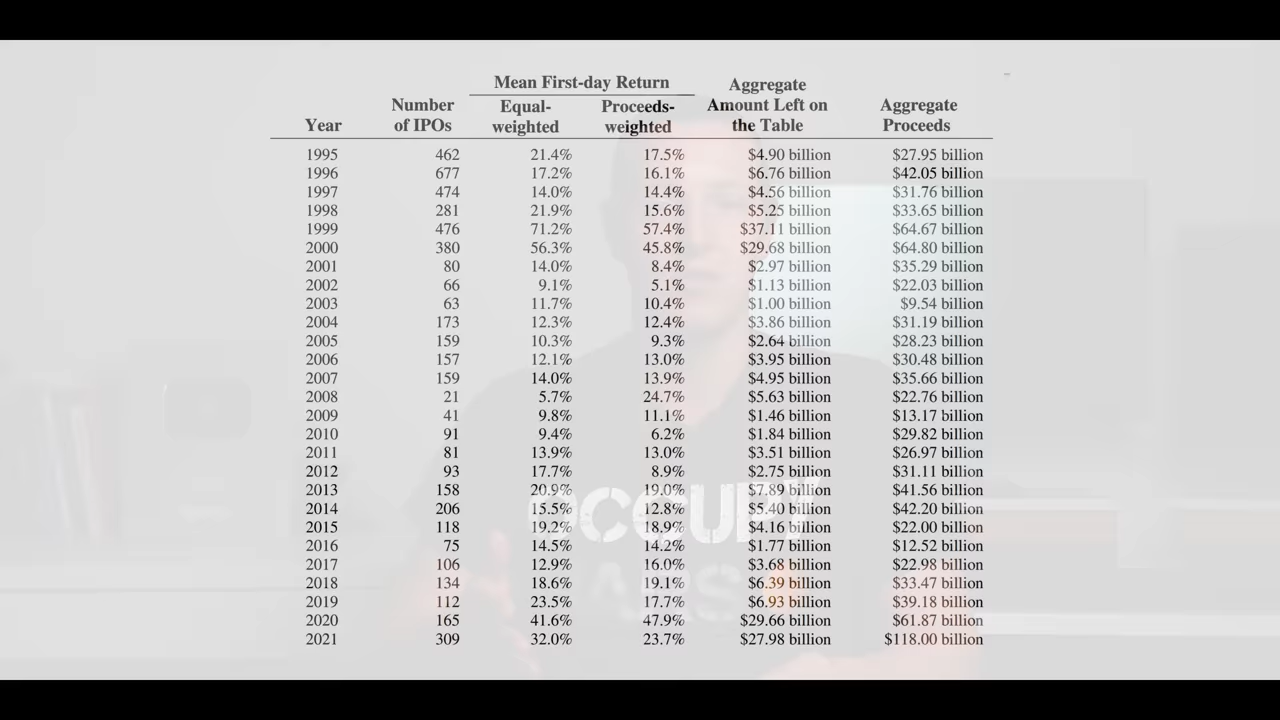 Mean First-day Return
Aggregate
Number Equal- Proceeds- Amount Left on Aggregate
Year of IPOs weighted weighted the Table Proceeds
1995 462 21.4% 17.5% $4.90 billion $27.95 billion
1996 677 17.2% 16.1% $6.76 billion $42.05 billion
1997 474 14.0% 14.4% $4.56 billion $31.76 billion
1998 281 21.9% 15.6% $5.25 billion $33.65 billion
1999 476 71.2% 57.4% $37.11 billion $64.67 billion
2000 380 56.3% 45.8% $29.68 billion $64.80 billion
2001 80 14.0% 8.4% $2.97 billion $35.29 billion
2002 66 9.1% 5.1% $1.13 billion $22.03 billion
2003 63 11.7% 10.4% $1.00 billion $9.54 billion
2004 173 12.3% 12.4% $3.86 billion $31.19 billion
2005 159 10.3% 9.3% $2.64 billion $28.23 billion
2006 157 12.1% 13.0% $3.95 billion $30.48 billion
2007 159 14.0% 13.9% $4.95 billion $35.66 billion
2008 21 5.7% 24.7% $5.63 billion $22.76 billion
2009 41 9.8% 11.1% $1.46 billion $13.17 billion
2010 91 9.4% 6.2% $1.84 billion $29.82 billion
2011 81 13.9% 13.0% $3.51 billion $26.97 billion
2012 93 17.7% 8.9% $2.75 billion $31.11 billion
2013 158 20.9% 19.0% $7.89 billion $41.56 billion
2014 206 15.5% 12.8% $5.40 billion $42.20 billion
2015 118 19.2% 18.9% $4.16 billion $22.00 billion
2016 75 14.5% 14.2% $1.77 billion $12.52 billion
2017 106 12.9% 16.0% $3.68 billion $22.98 billion
2018 134 18.6% 19.1% $6.39 billion $33.47 billion
2019 112 23.5% 17.7% $6.93 billion $39.18 billion
2020 165 41.6% 47.9% $29.66 billion $61.87 billion
2021 309 32.0% 23.7% $27.98 billion $118.00 billion
OCCUPY